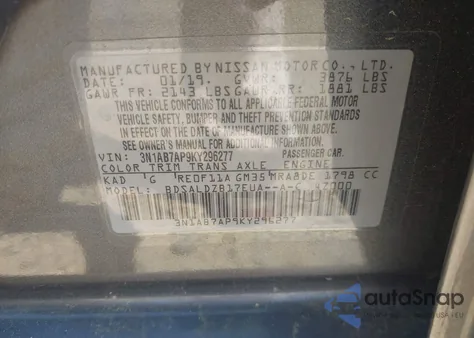 MANUFACTURED BY NISSAN MOTOR CO., LTD.
DATE: 01/19. GVWR: 3876 LBS
GAWR FR: 2143 LBS GAWR RR: 1881 LBS
THIS VEHICLE CONFORMS TO ALL APPLICABLE FEDERAL MOTOR
VEHICLE SAFETY, BUMPER AND THEFT PREVENTION STANDARDS
IN EFFECT ON THE DATE OF MANUFACTURE SHOWN ABOVE. SEE
OWNER'S MANUAL FOR ADDITIONAL INFORMATION.
V.I.N: 3N1AB7AP9KY296277 PASSENGER CAR.
COLOR TRIM TRANS AXLE ENGINE
KAD G RE0F11A GM35 MRA8DE 1798 CC
MODEL: BDSALDZB17EUA--A-C
3N1AB7AP9KY296277
autoSnap